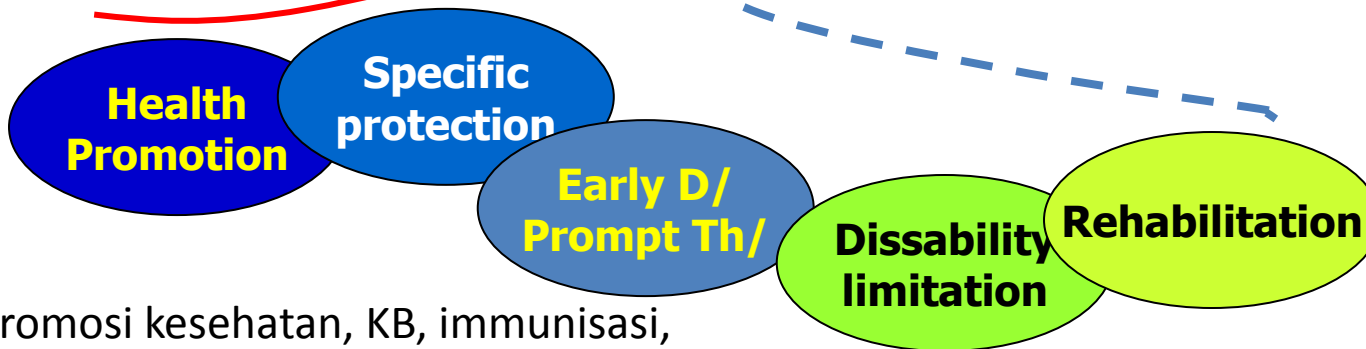 Health
Promotion
Specific
protection
Early D/
Prompt Th/
Dissability
limitation
Rehabilitation
romosi kesehatan, KB, immunisasi,